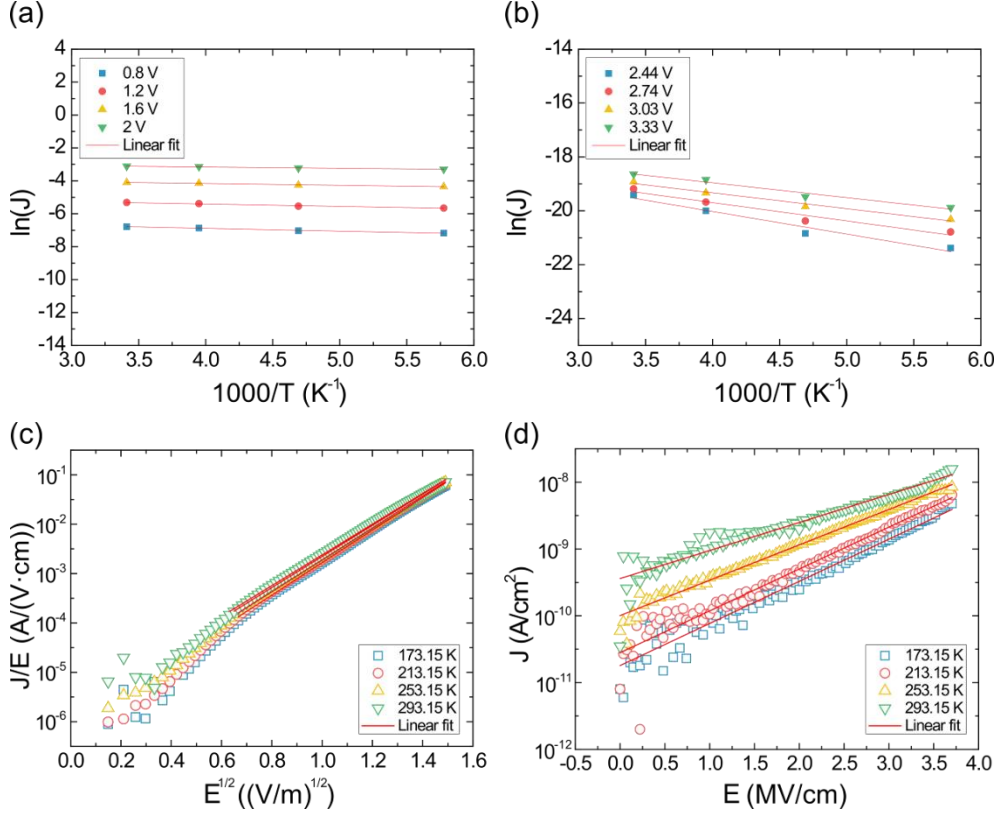 (a)
ln(J)
4
2
0
-2
-4
-6
-8
-10
-12
-14
3.0 3.5 4.0 4.5 5.0 5.5 6.0
1000/T (K⁻¹)
0.8 V
1.2 V
1.6 V
2 V
Linear fit
(b)
ln(J)
-14
-16
-18
-20
-22
-24
3.0 3.5 4.0 4.5 5.0 5.5 6.0
1000/T (K⁻¹)
2.44 V
2.74 V
3.03 V
3.33 V
Linear fit
(c)
J/E (A/(V·cm)
10⁻¹
10⁻²
10⁻³
10⁻⁴
10⁻⁵
10⁻⁶
0.0 0.2 0.4 0.6 0.8 1.0 1.2 1.4 1.6
E¹/² ((V/m)¹/²)
173.15 K
213.15 K
253.15 K
293.15 K
Linear fit
(d)
J (A/cm²)
10⁻⁸
10⁻⁹
10⁻¹⁰
10⁻¹¹
10⁻¹²
-0.5 0.0 0.5 1.0 1.5 2.0 2.5 3.0 3.5 4.0
E (MV/cm)
173.15 K
213.15 K
253.15 K
293.15 K
Linear fit